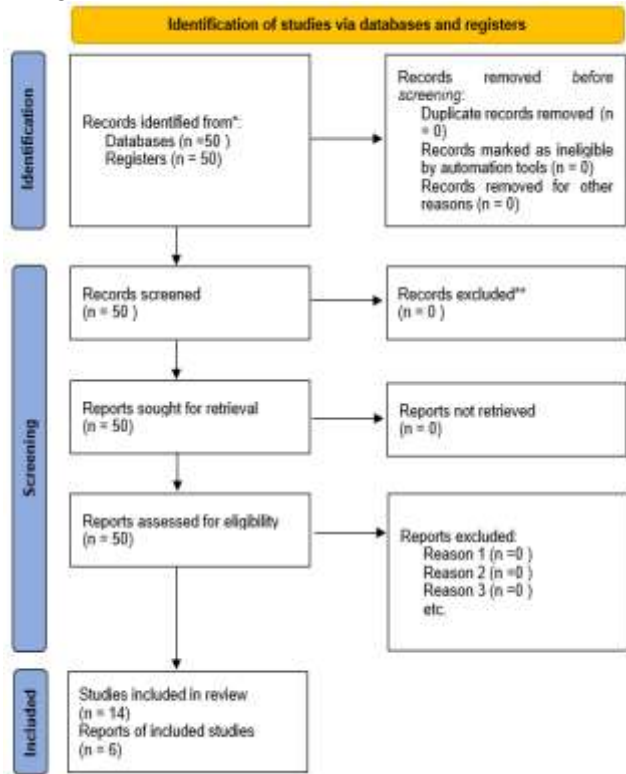 Identification of studies via databases and registers
Identification
Records identified from*:
Databases (n =50 )
Registers (n = 50)
Records removed before
screening:
Duplicate records removed (n
= 0)
Records marked as ineligible
by automation tools (n = 0)
Records removed for other
reasons (n = 0)
Screening
Records screened
(n = 50 )
Records excluded**
(n = 0 )
Reports sought for retrieval
(n = 50)
Reports not retrieved
(n = 0)
Reports assessed for eligibility
(n = 50)
Reports excluded:
Reason 1 (n =0 )
Reason 2 (n =0 )
Reason 3 (n =0 )
etc.
Included
Studies included in review
(n = 14)
Reports of included studies
(n = 6)